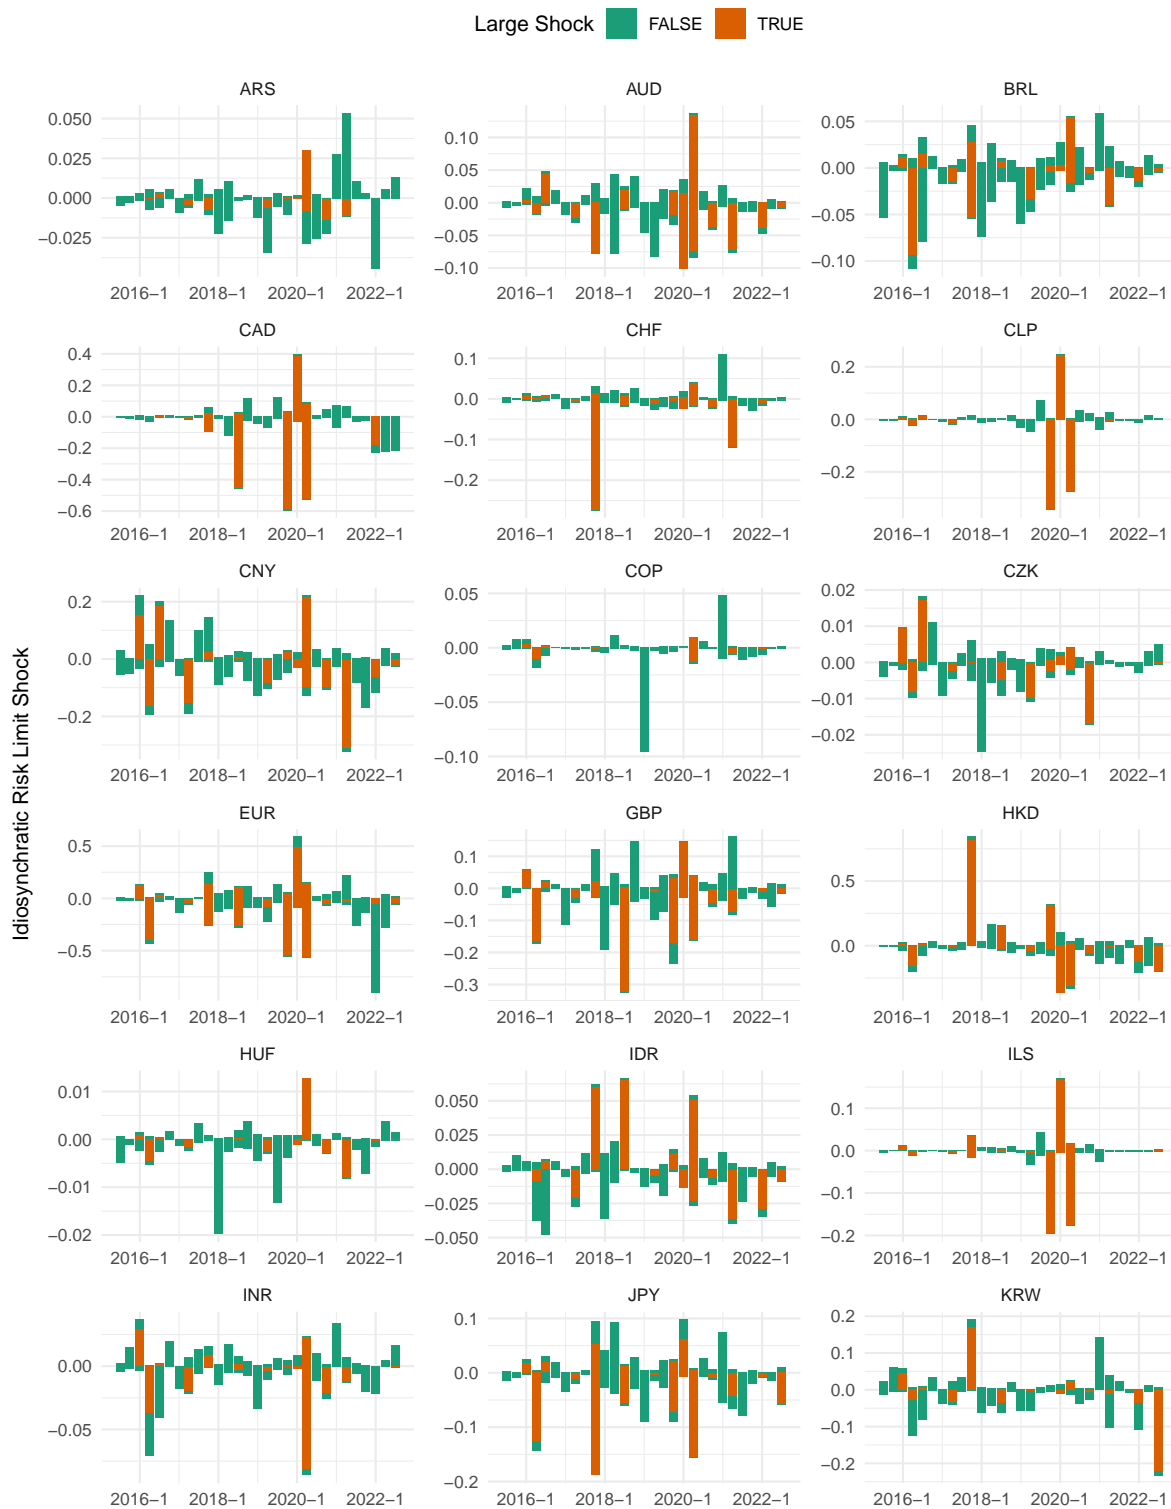 Large Shock FALSE TRUE
Idiosynchratic Risk Limit Shock
ARS AUD BRL
0.050 0.025 0.000 −0.025
0.10 0.05 0.00 −0.05 −0.10
0.05 0.00 −0.05 −0.10
2016−1 2018−1 2020−1 2022−1 2016−1 2018−1 2020−1 2022−1 2016−1 2018−1 2020−1 2022−1
CAD CHF CLP
0.4 0.2 0.0 −0.2 −0.4 −0.6
0.1 0.0 −0.1 −0.2
0.2 0.0 −0.2
2016−1 2018−1 2020−1 2022−1 2016−1 2018−1 2020−1 2022−1 2016−1 2018−1 2020−1 2022−1
CNY COP CZK
0.2 0.0 −0.2
0.05 0.00 −0.05 −0.10
0.02 0.01 0.00 −0.01 −0.02
2016−1 2018−1 2020−1 2022−1 2016−1 2018−1 2020−1 2022−1 2016−1 2018−1 2020−1 2022−1
EUR GBP HKD
0.5 0.0 −0.5
0.1 0.0 −0.1 −0.2 −0.3
0.5 0.0
2016−1 2018−1 2020−1 2022−1 2016−1 2018−1 2020−1 2022−1 2016−1 2018−1 2020−1 2022−1
HUF IDR ILS
0.01 0.00 −0.01 −0.02
0.050 0.025 0.000 −0.025 −0.050
0.1 0.0 −0.1 −0.2
2016−1 2018−1 2020−1 2022−1 2016−1 2018−1 2020−1 2022−1 2016−1 2018−1 2020−1 2022−1
INR JPY KRW
0.00 −0.05
0.1 0.0 −0.1 −0.2
0.2 0.1 0.0 −0.1 −0.2
2016−1 2018−1 2020−1 2022−1 2016−1 2018−1 2020−1 2022−1 2016−1 2018−1 2020−1 2022−1